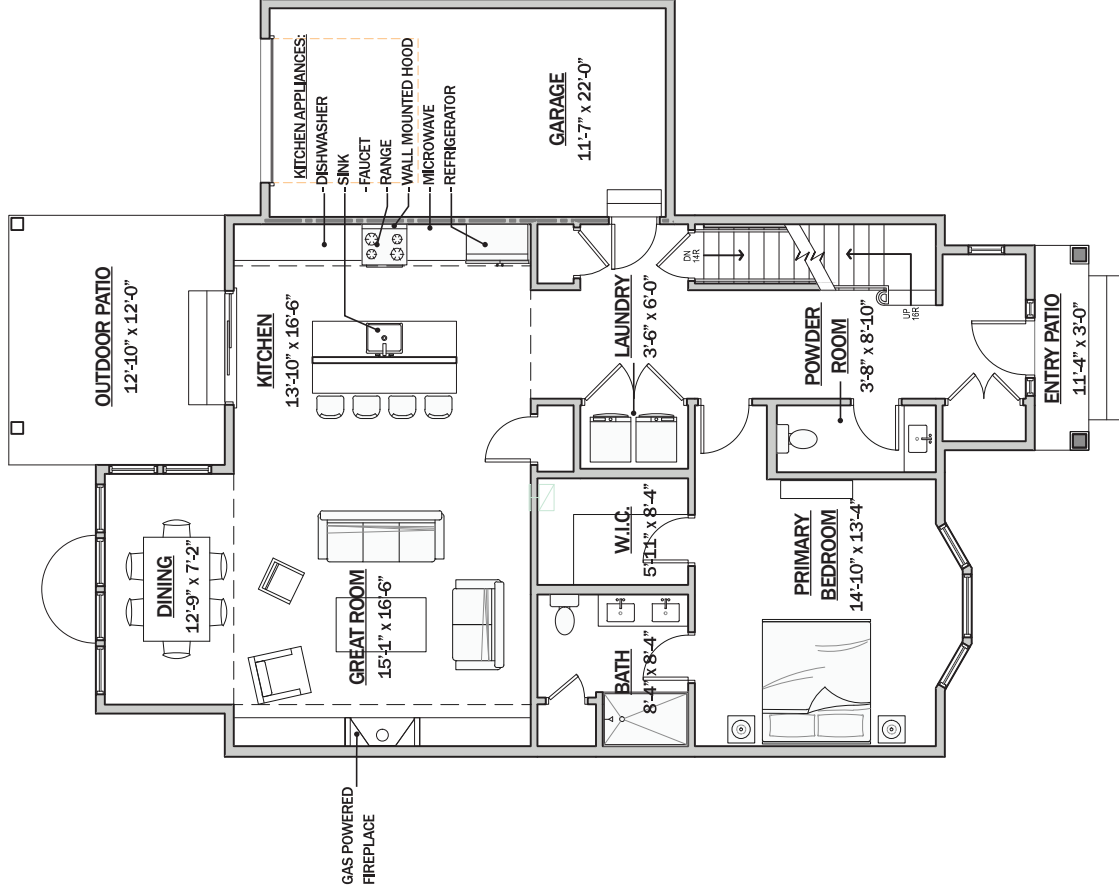 OUTDOOR PATIO
12'-10" x 12'-0"
DINING
12'-9" x 7'-2"
KITCHEN
13'-10" x 16'-6"
KITCHEN APPLIANCES:
DISHWASHER
SINK
FAUCET
RANGE
WALL MOUNTED HOOD
MICROWAVE
REFRIGERATOR
GARAGE
11'-7" x 22'-0"
GREAT ROOM
15'-1" x 16'-6"
GAS POWERED
FIREPLACE
LAUNDRY
3'-6" x 6'-0"
W.I.C.
5'-11" x 8'-4"
BATH
8'-4" x 8'-4"
DN
14R
UP
16R
POWDER
ROOM
3'-8" x 8'-10"
PRIMARY
BEDROOM
14'-10" x 13'-4"
ENTRY PATIO
11'-4" x 3'-0"